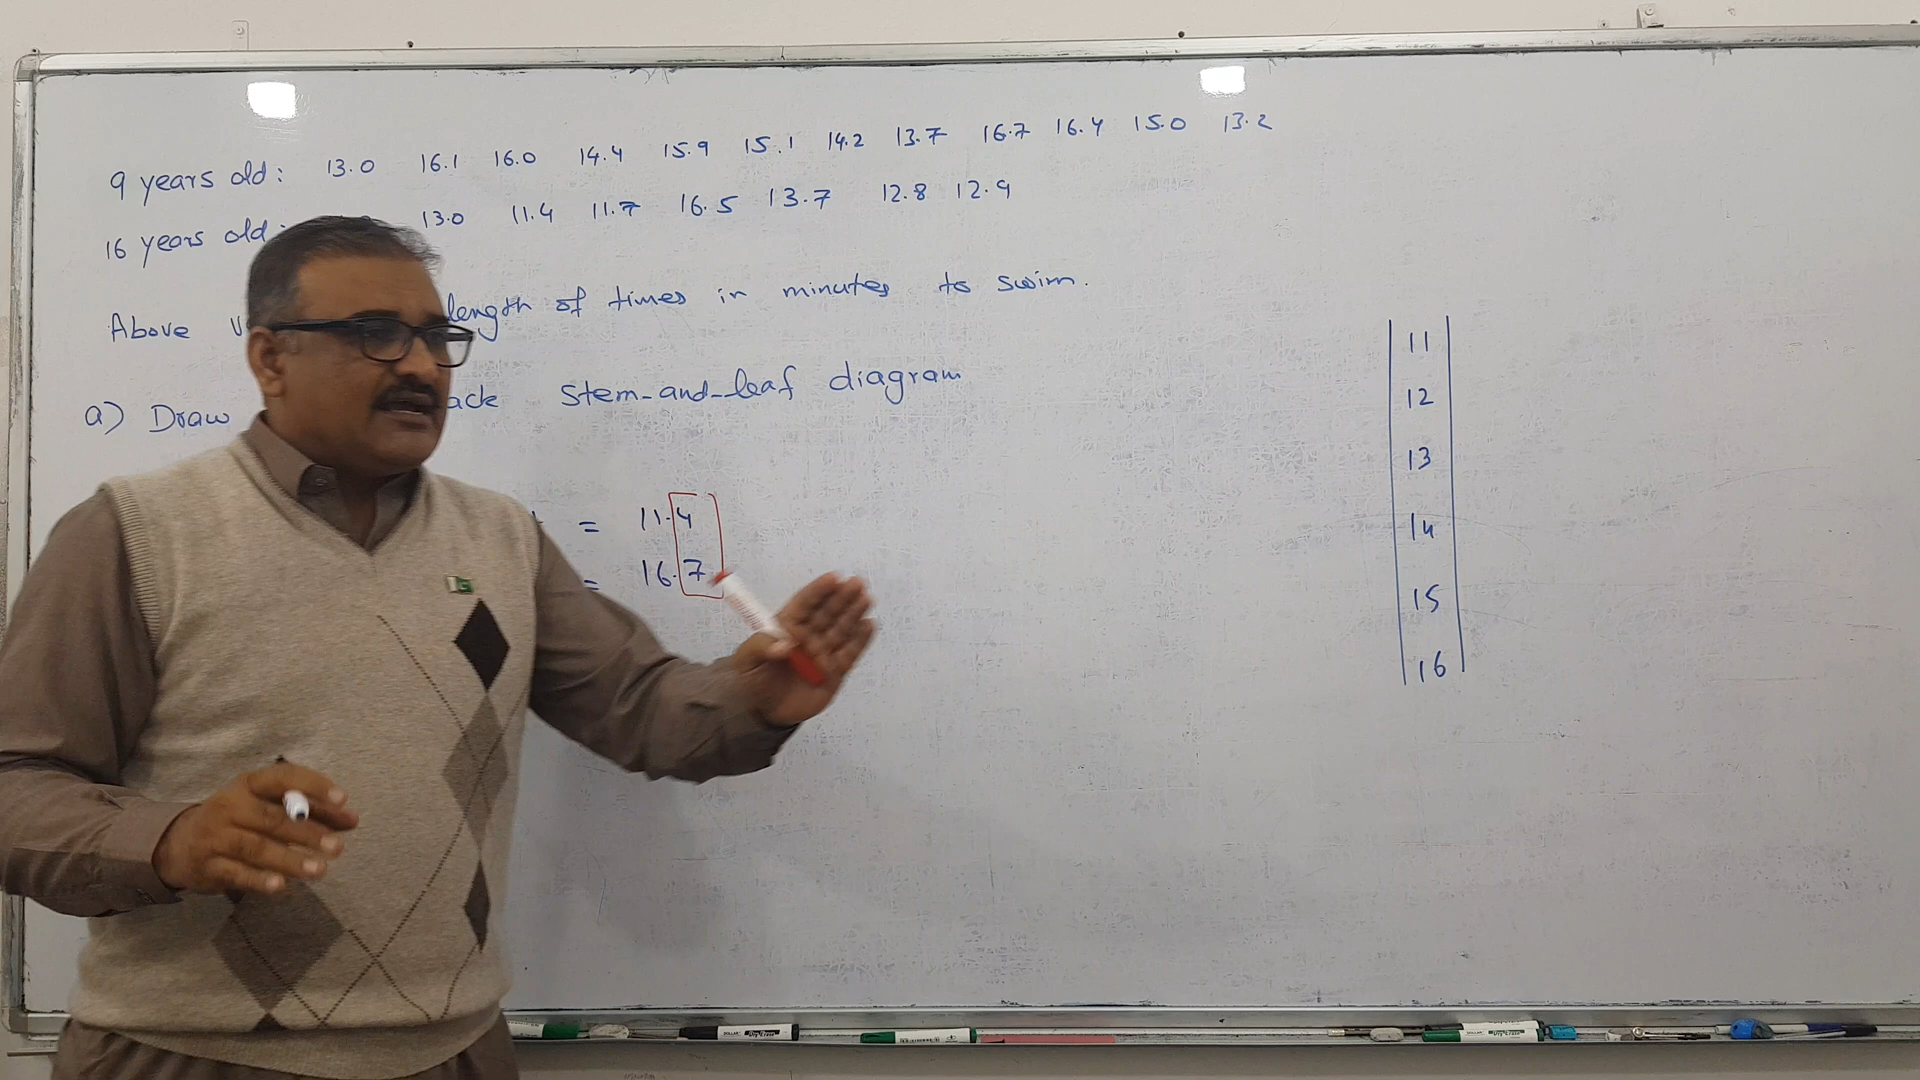 9 years old: 13.0 16.1 16.0 14.4 15.9 15.1 14.2 13.7 16.7 16.4 15.0 13.2
16 years old: 13.0 11.4 11.7 16.5 13.7 12.8 12.9
Above length of times in minutes to swim.
a) Draw ack stem-and-leaf diagram
= 11.4
= 16.7
11
12
13
14
15
16